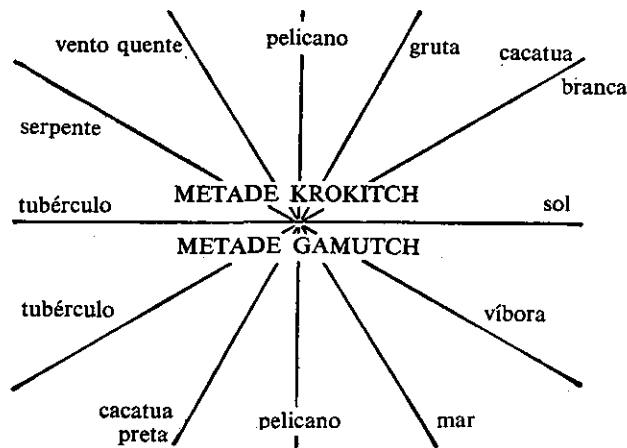 vento quente
pelicano
gruta
cacatua
branca
serpente
METADE KROKITCH
tubérculo
sol
METADE GAMUTCH
tubérculo
víbora
cacatua
preta
pelicano
mar